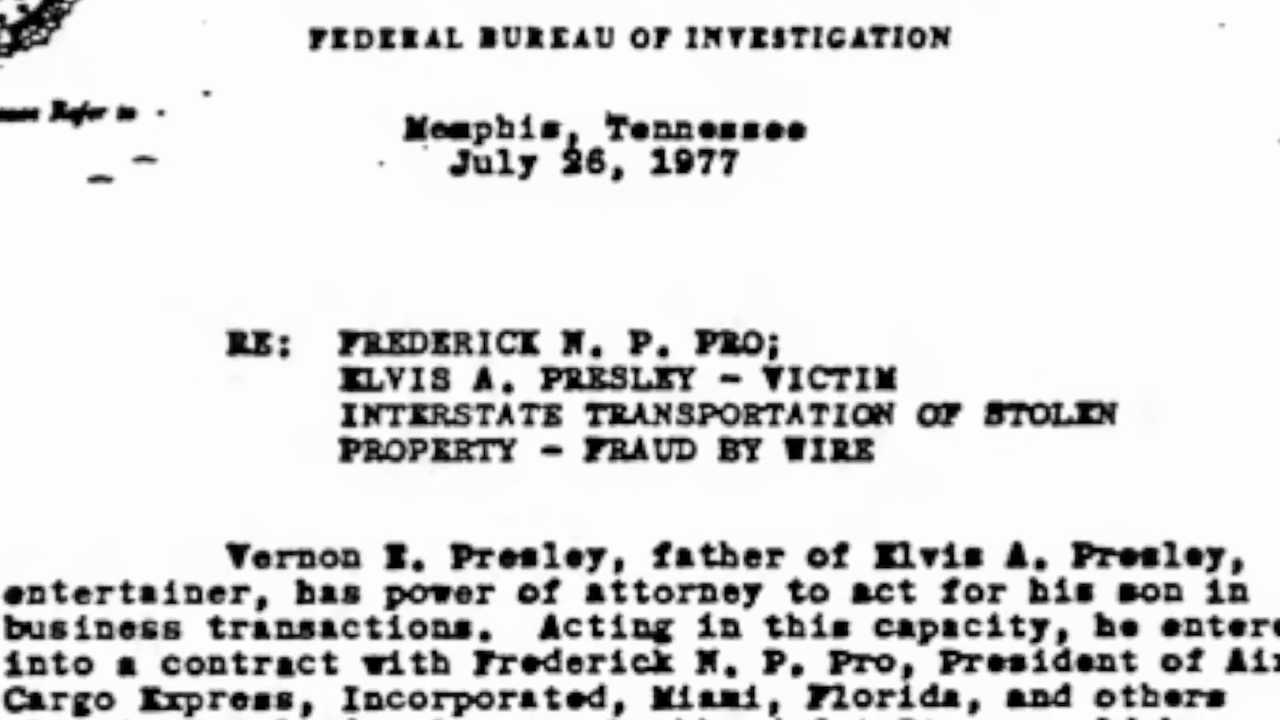 FEDERAL BUREAU OF INVESTIGATION
Refer to
Memphis, Tennessee
July 26, 1977
RE: FREDERICK N. P. PRO;
ELVIS A. PRESLEY - VICTIM
INTERSTATE TRANSPORTATION OF STOLEN
PROPERTY - FRAUD BY WIRE
Vernon E. Presley, father of Elvis A. Presley,
entertainer, has power of attorney to act for his son in
business transactions. Acting in this capacity, he entere
into a contract with Frederick N. P. Pro, President of Air
Cargo Express, Incorporated, Miami, Florida, and others